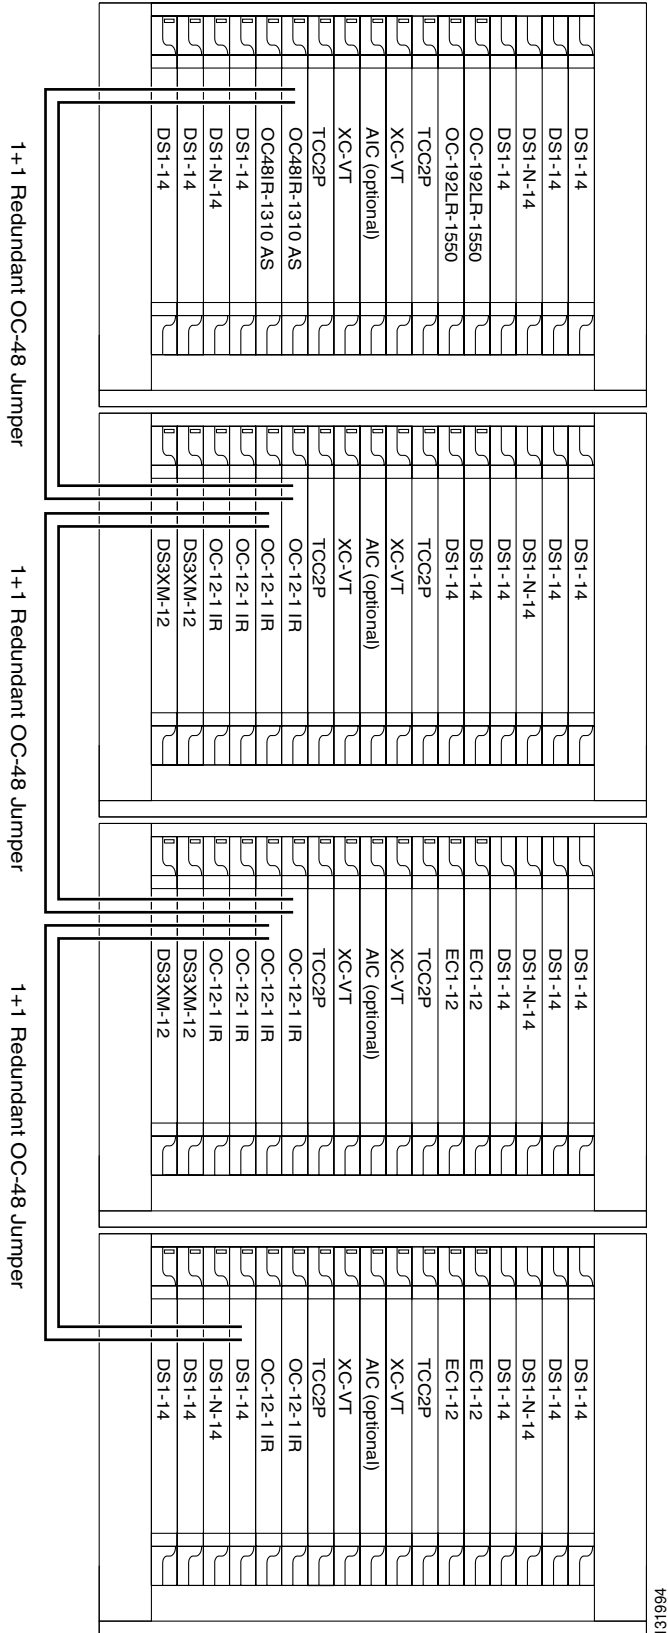 DS1-14
DS1-14
DS1-N-14
DS1-14
OC-192LR-1550
OC-192LR-1550
TCC2P
XC-VT
AIC (optional)
XC-VT
TCC2P
OC48IR-1310 AS
OC48IR-1310 AS
DS1-14
DS1-N-14
DS1-14
DS1-14
DS1-14
DS1-14
DS1-N-14
DS1-14
DS1-14
DS1-14
TCC2P
XC-VT
AIC (optional)
XC-VT
TCC2P
OC-12-1 IR
OC-12-1 IR
OC-12-1 IR
OC-12-1 IR
DS3XM-12
DS3XM-12
DS1-14
DS1-14
DS1-N-14
DS1-14
EC1-12
EC1-12
TCC2P
XC-VT
AIC (optional)
XC-VT
TCC2P
OC-12-1 IR
OC-12-1 IR
OC-12-1 IR
OC-12-1 IR
DS3XM-12
DS3XM-12
DS1-14
DS1-14
DS1-N-14
DS1-14
EC1-12
EC1-12
TCC2P
XC-VT
AIC (optional)
XC-VT
TCC2P
OC-12-1 IR
OC-12-1 IR
DS1-14
DS1-N-14
DS1-14
DS1-14
1+1 Redundant OC-48 Jumper
1+1 Redundant OC-48 Jumper
1+1 Redundant OC-48 Jumper
131994